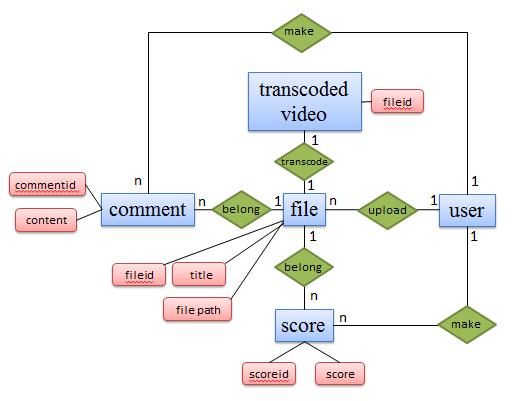 make
transcoded
video
fileid
1
transcode
1
commentid
content
n
comment
n
belong
1
file
n
upload
1
1
user
1
1
fileid
title
file path
belong
n
score
n
make
scoreid
score